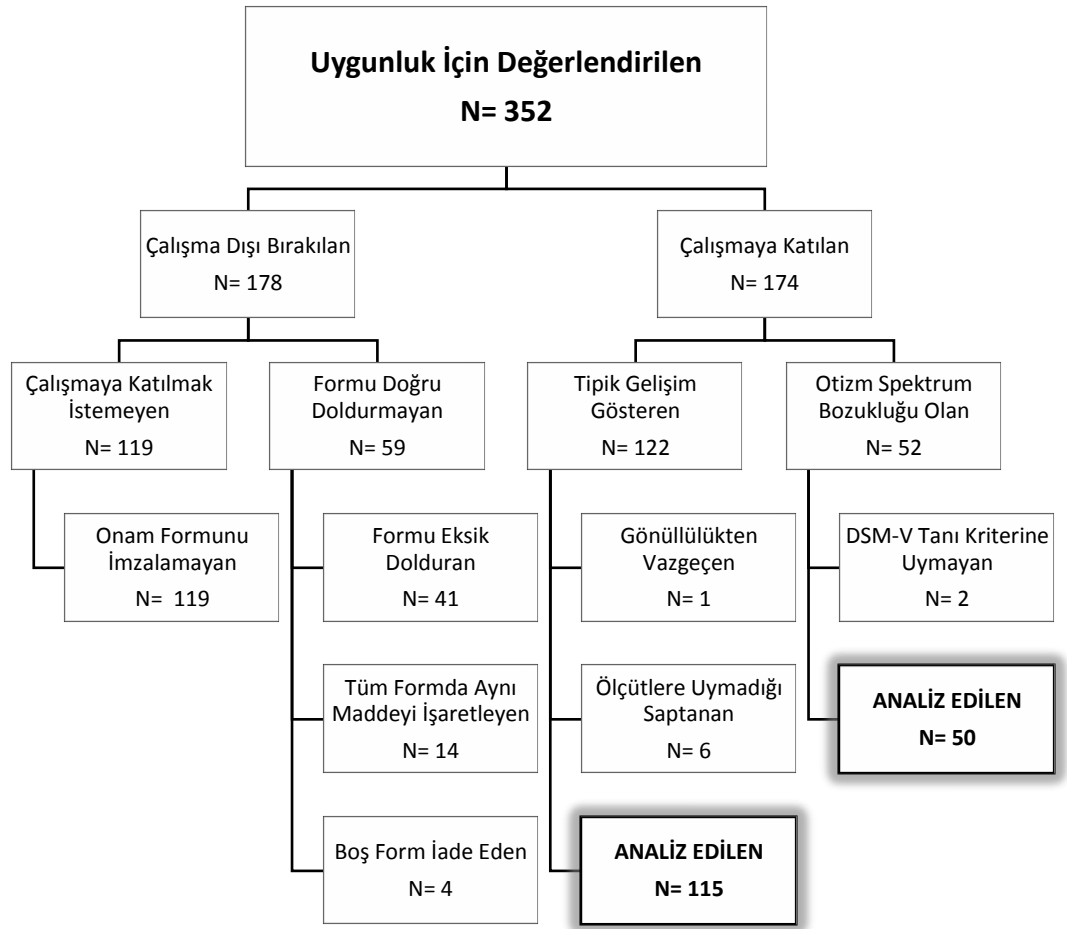 Uygunluk İçin Değerlendirilen
N= 352
Çalışma Dışı Bırakılan
N= 178
Çalışmaya Katılan
N= 174
Çalışmaya Katılmak
İstemeyen
N= 119
Formu Doğru
Doldurmayan
N= 59
Tipik Gelişim
Gösteren
N= 122
Otizm Spektrum
Bozukluğu Olan
N= 52
Onam Formunu
İmzalamayan
N=  119
Formu Eksik
Dolduran
N= 41
Gönüllülükten
Vazgeçen
N= 1
DSM-V Tanı Kriterine
Uymayan
N= 2
Tüm Formda Aynı
Maddeyi İşaretleyen
N= 14
Ölçütlere Uymadığı
Saptanan
N= 6
ANALİZ EDİLEN
N= 50
Boş Form İade Eden
N= 4
ANALİZ EDİLEN
N= 115